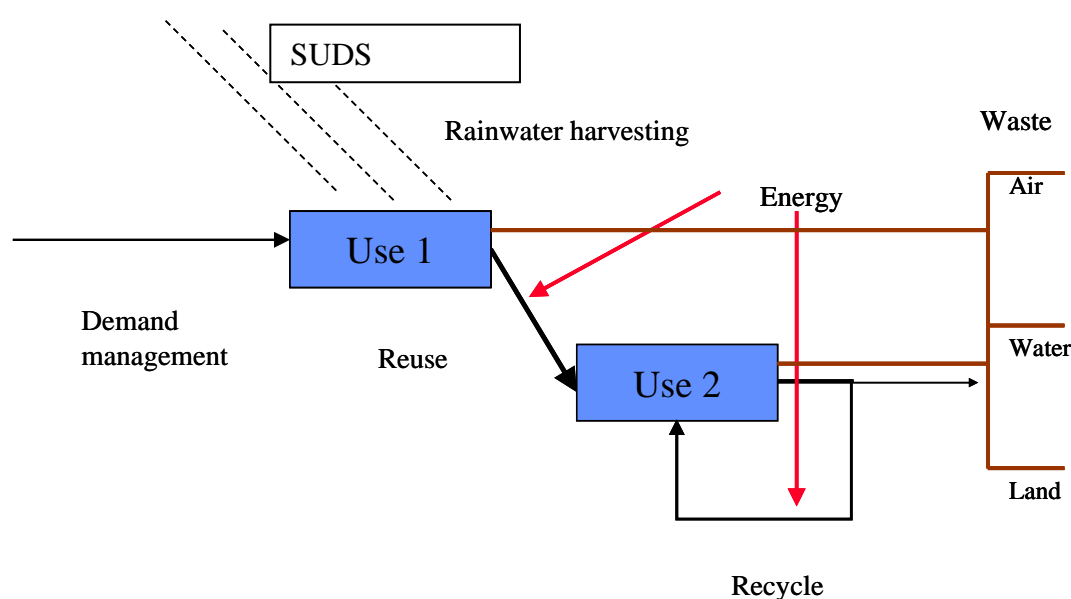 SUDS
Rainwater harvesting
Waste
Air
Energy
Use 1
Demand
management
Reuse
Water
Use 2
Land
Recycle